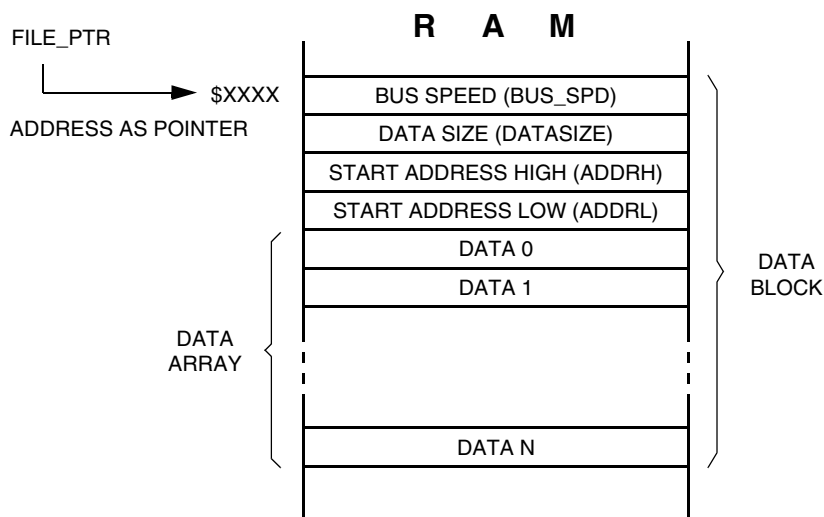 R A M
FILE_PTR
$XXXX
ADDRESS AS POINTER
BUS SPEED (BUS_SPD)
DATA SIZE (DATASIZE)
START ADDRESS HIGH (ADDRH)
START ADDRESS LOW (ADDRL)
DATA 0
DATA 1
DATA
ARRAY
DATA
BLOCK
DATA N